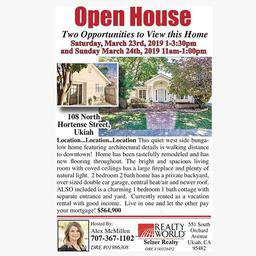 Open House
Two Opportunities to View this Home
Saturday, March 23rd, 2019 1-3:30pm
and Sunday March 24th, 2019 11am-1:00pm
108 North
Hortense Street,
Ukiah
Location...Location..Location This quiet west side bunga-
low home featuring architectural details is walking distance
to downtown! Home has been tastefully remodeled and has
new flooring throughout. The bright and spacious living
room with coved ceilings has a large fireplace and plenty of
natural light. 2 bedroom 2 bath home has a private backyard,
over sized double car garage, central heat/air and newer roof.
ALSO included is a charming 1 bedroom 1 bath cottage with
separate entrance and yard. Currently rented as a vacation
rental with good income. Live in one and let the other pay
your mortgage! $564,900
Hosted By:
Alex McMillen
707-367-1102
DRE #01986308
REALTY
WORLD
Selzer Realty
551 South
Orchard
Avenue
Ukiah, CA
95482